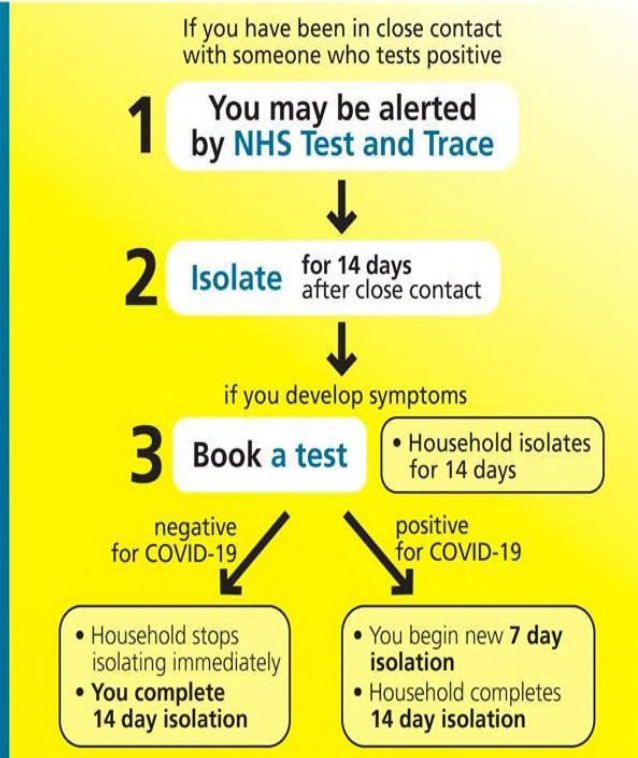 If you have been in close contact
with someone who tests positive
1
You may be alerted
by NHS Test and Trace
2
Isolate
for 14 days
after close contact
if you develop symptoms
3
Book a test
• Household isolates
for 14 days
negative
for COVID-19
positive
for COVID-19
• Household stops
isolating immediately
• You complete
14 day isolation
• You begin new 7 day
isolation
• Household completes
14 day isolation